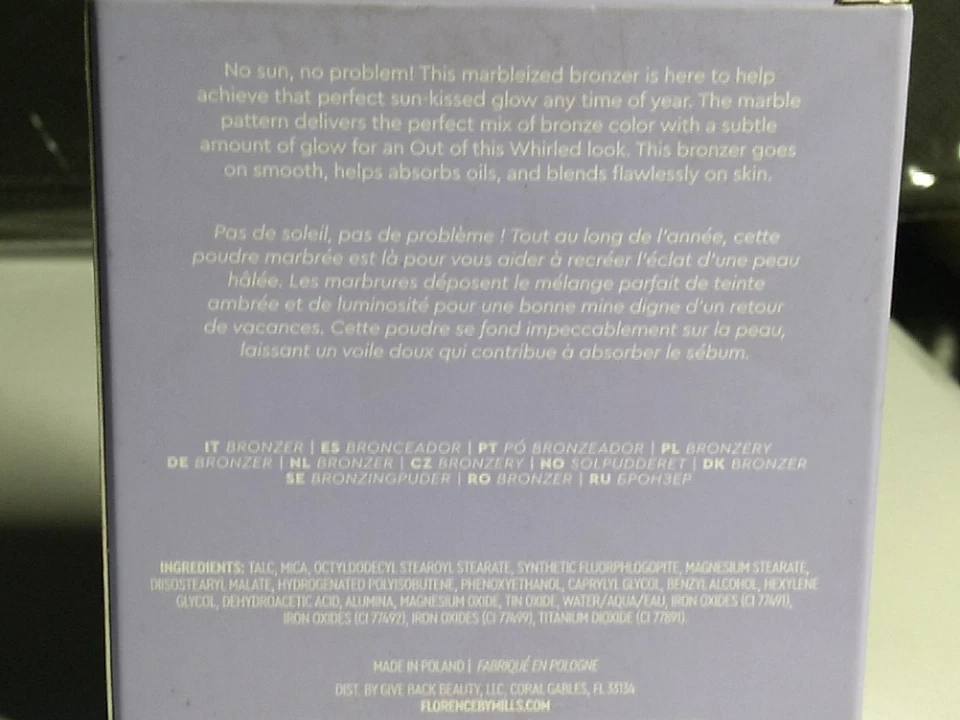 No sun, no problem! This marbleized bronzer is here to help
achieve that perfect sun-kissed glow any time of year. The marble
pattern delivers the perfect mix of bronze color with a subtle
amount of glow for an Out of this Whirled look. This bronzer goes
on smooth, helps absorbs oils, and blends flawlessly on skin.
Pas de soleil, pas de problème ! Tout au long de l'année, cette
poudre marbrée est là pour vous aider à recréer l'éclat d'une peau
hâlée. Les marbrures déposent le mélange parfait de teinte
ambrée et de luminosité pour une bonne mine digne d'un retour
de vacances. Cette poudre se fond impeccablement sur la peau,
laissant un voile doux qui contribue à absorber le sébum.
IT BRONZER | ES BRONCEADOR | PT PÓ BRONZEADOR | PL BRONZERY
DE BRONZER | NL BRONZER | CZ BRONZERY | NO SOLPUDDERET | DK BRONZER
SE BRONZINGPUDER | RO BRONZER | RU БРОНЗЕР
INGREDIENTS: TALC, MICA, OCTYLDODECYL STEAROYL STEARATE, SYNTHETIC FLUORPHLOGOPITE, MAGNESIUM STEARATE,
DIISOSTEARYL MALATE, HYDROGENATED POLYISOBUTENE, PHENOXYETHANOL, CAPRYLYL GLYCOL, BENZYL ALCOHOL, HEXYLENE
GLYCOL, DEHYDROACETIC ACID, ALUMINA, MAGNESIUM OXIDE, TIN OXIDE, WATER/AQUA/EAU, IRON OXIDES (CI 77491),
IRON OXIDES (CI 77492), IRON OXIDES (CI 77499), TITANIUM DIOXIDE (CI 77891).
MADE IN POLAND | FABRIQUÉ EN POLOGNE
DIST. BY GIVE BACK BEAUTY, LLC, CORAL GABLES, FL 33134
FLORENCEBYMILLS.COM